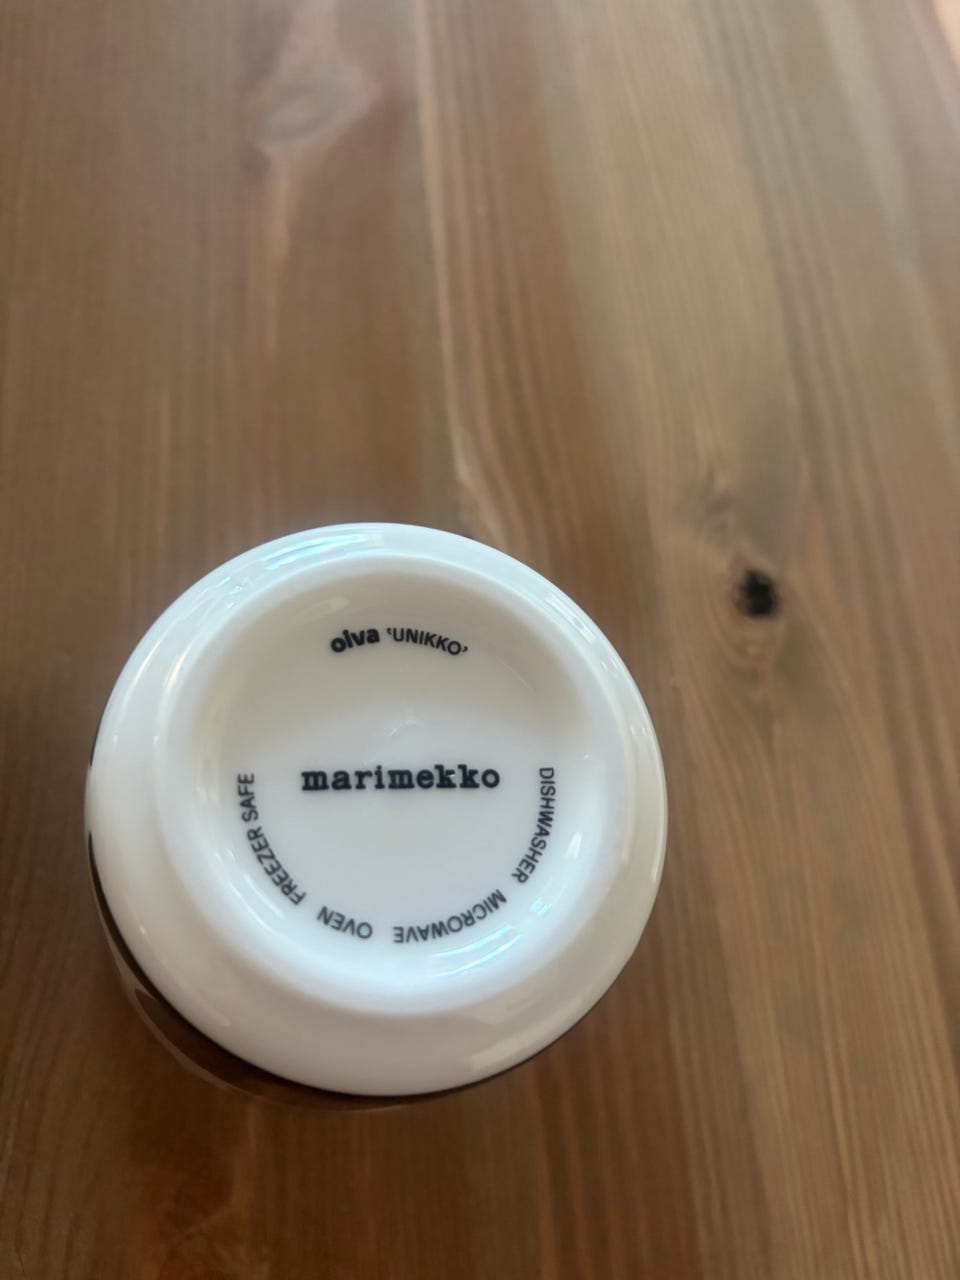 oiva 'UNIKKO'
marimekko
DISHWASHER MICROWAVE OVEN FREEZER SAFE